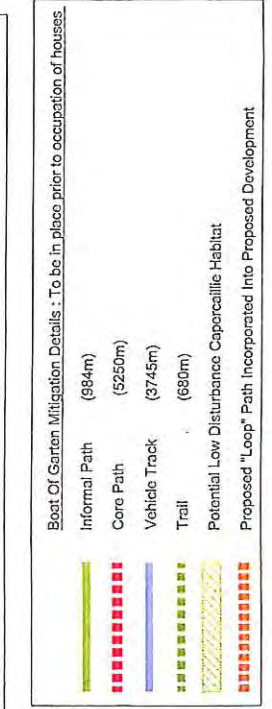 Boat Of Garten Mitigation Details : To be in place prior to occupation of houses
Informal Path (984m)
Core Path (5250m)
Vehicle Track (3745m)
Trail (680m)
Potential Low Disturbance Capercaillie Habitat
Proposed "Loop" Path Incorporated Into Proposed Development